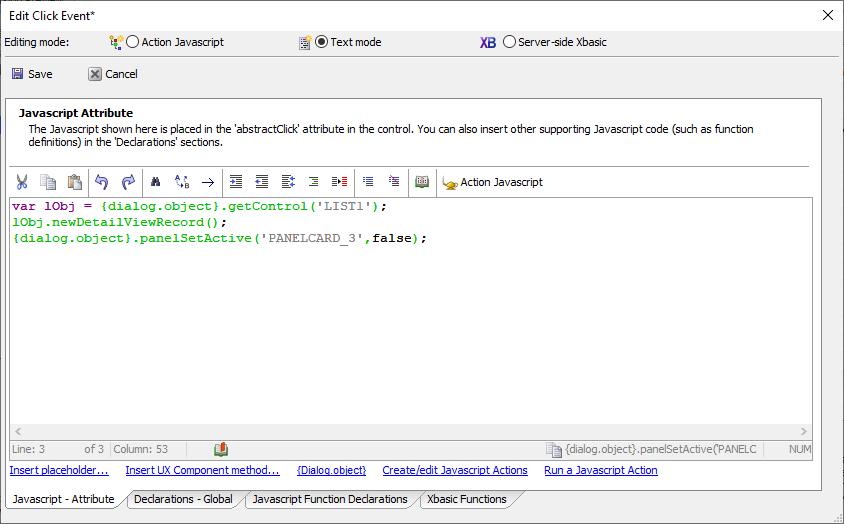 Edit Click Event*
Editing mode: Action Javascript Text mode XB Server-side Xbasic
Save Cancel
Javascript Attribute
The Javascript shown here is placed in the 'abstractClick' attribute in the control. You can also insert other supporting Javascript code (such as function
definitions) in the 'Declarations' sections.
Action Javascript
var lObj = {dialog.object}.getControl('LIST1');
lObj.newDetailViewRecord();
{dialog.object}.panelSetActive('PANELCARD_3',false);
Line: 3 of 3 Column: 53 {dialog.object}.panelSetActive('PANELC NUM
Insert placeholder... Insert UX Component method... {Dialog.object} Create/edit Javascript Actions Run a Javascript Action
Javascript - Attribute Declarations - Global Javascript Function Declarations Xbasic Functions